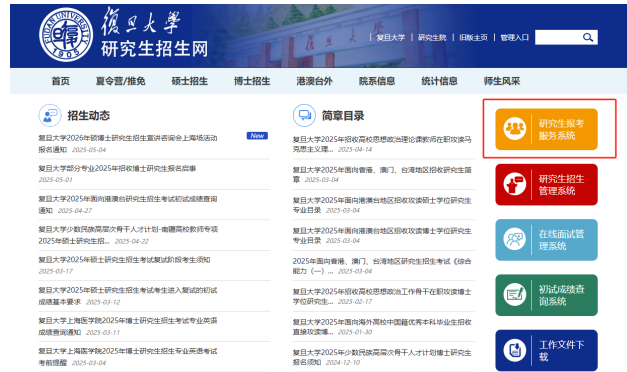 復旦大學
研究生招生网
| 复旦大学 | 研究生院 | 旧版主页 | 管理入口
首页 夏令营/推免 硕士招生 博士招生 港澳台外 院系信息 统计信息 师生风采
招生动态
复旦大学2026年硕博士研究生招生宣讲咨询会上海场活动 New
报名通知 2025-05-04
复旦大学部分专业2025年招收博士研究生报名启事
2025-05-01
复旦大学2025年面向港澳台研究生招生考试初试成绩查询
通知 2025-04-27
复旦大学少数民族高层次骨干人才计划-南疆高校教师专项
2025年硕士研究生招... 2025-04-22
复旦大学2025年硕士研究生招生考试复试阶段考生须知
2025-03-17
复旦大学2025年硕士研究生招生考试考生进入复试的初试
成绩基本要求 2025-03-12
复旦大学上海医学院2025年博士研究生招生考试专业英语
成绩查询通知 2025-03-11
复旦大学上海医学院2025年博士研究生招生专业英语考试
考前提醒 2025-03-04
简章目录
复旦大学2025年招收高校思想政治理论课教师在职攻读马
克思主义理... 2025-04-14
复旦大学2025年面向香港、澳门、台湾地区招收研究生简
章 2025-03-04
复旦大学2025年面向港澳台地区招收攻读硕士学位研究生
专业目录 2025-03-04
复旦大学2025年面向港澳台地区招收攻读博士学位研究生
专业目录 2025-03-04
2025年面向香港、澳门、台湾地区研究生招生考试《综合
能力（一）... 2025-03-04
复旦大学2025年招收高校思想政治工作骨干在职攻读博士
学位研究生... 2025-02-17
复旦大学2025年面向海外高校中国籍优秀本科毕业生招收
直接攻读博... 2025-01-30
复旦大学2025年少数民族高层次骨干人才计划博士研究生
报名须知 2024-12-10
研究生报考
服务系统
研究生招生
管理系统
在线面试管
理系统
初试成绩查
询系统
工作文件下
载